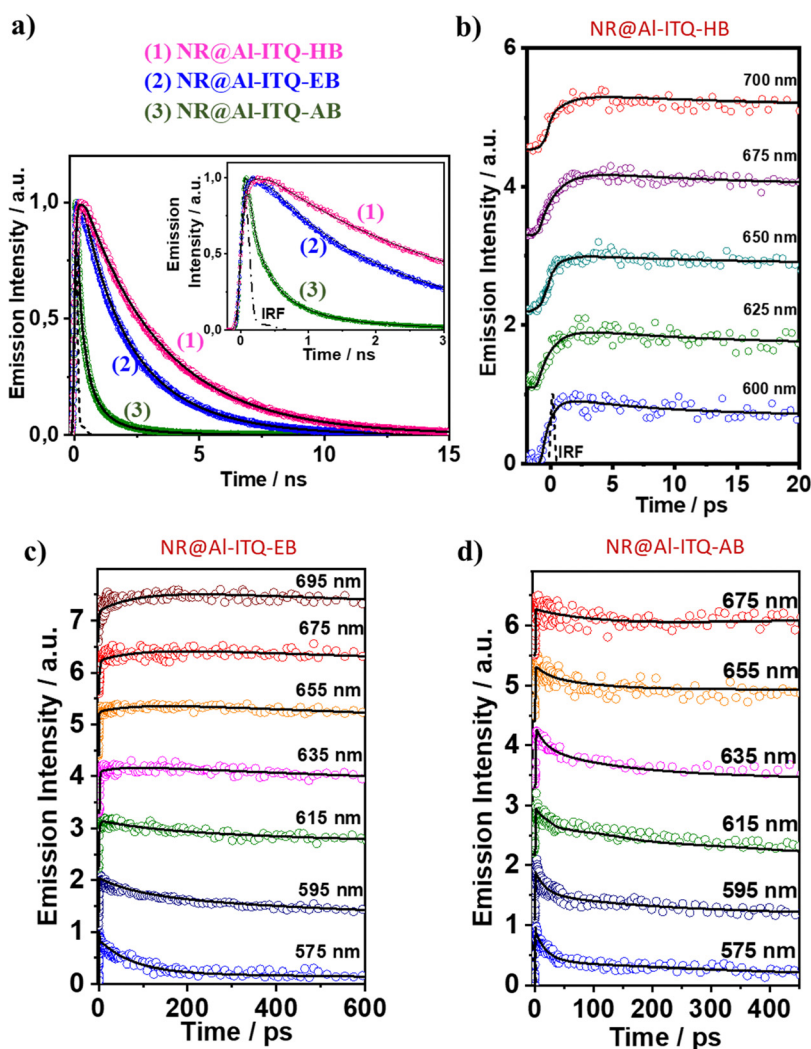 a)
(1) NR@Al-ITQ-HB
(2) NR@Al-ITQ-EB
(3) NR@Al-ITQ-AB
Emission Intensity / a.u.
1,0
0,5
0,0
0
5
10
15
Time / ns
(1)
(2)
(3)
Emission
Intensity / a.u.
1,0
0,5
0,0
0
1
2
3
Time / ns
(1)
(2)
(3)
IRF
b)
NR@Al-ITQ-HB
Emission Intensity / a.u.
6
4
2
0
700 nm
675 nm
650 nm
625 nm
600 nm
IRF
0
5
10
15
20
Time / ps
c)
NR@Al-ITQ-EB
Emission Intensity / a.u.
7
6
5
4
3
2
1
0
695 nm
675 nm
655 nm
635 nm
615 nm
595 nm
575 nm
0
200
400
600
Time / ps
d)
NR@Al-ITQ-AB
Emission Intensity / a.u.
6
5
4
3
2
1
0
675 nm
655 nm
635 nm
615 nm
595 nm
575 nm
0
100
200
300
400
Time / ps